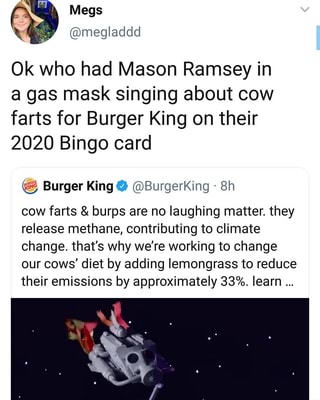 Megs
@megladdd
Ok who had Mason Ramsey in
a gas mask singing about cow
farts for Burger King on their
2020 Bingo card
Burger King @BurgerKing · 8h
cow farts & burps are no laughing matter. they
release methane, contributing to climate
change. that's why we're working to change
our cows' diet by adding lemongrass to reduce
their emissions by approximately 33%. learn ...